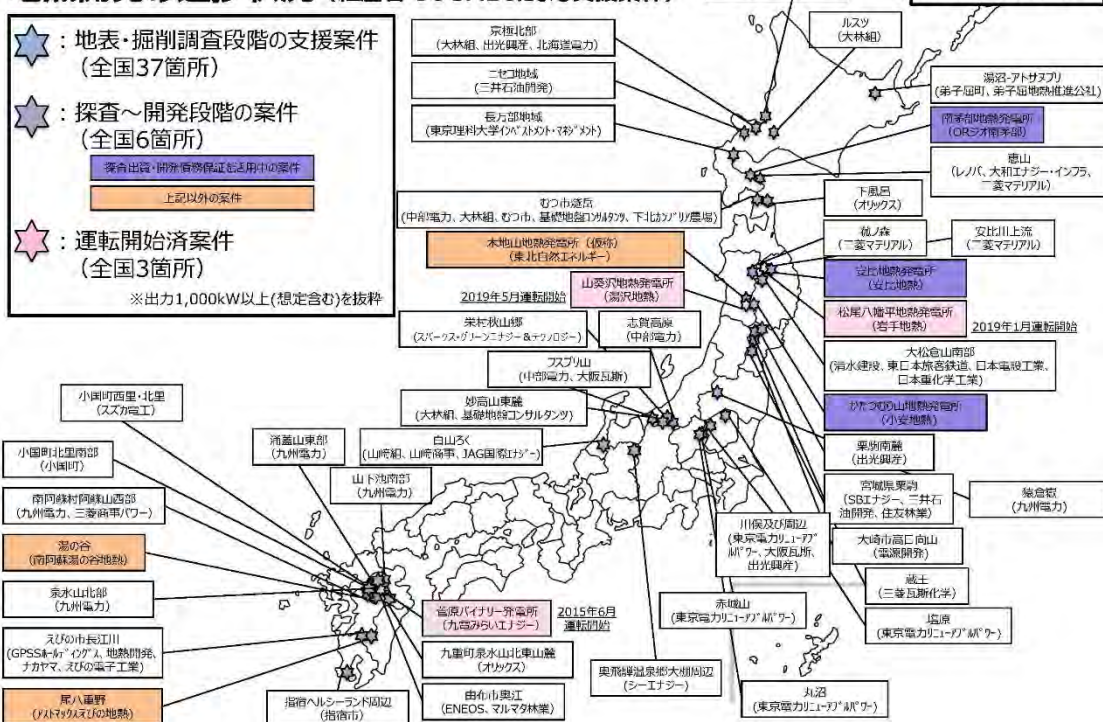 ：地表・掘削調査段階の支援案件
（全国37箇所）
：探査～開発段階の案件
（全国6箇所）
探査出資・開発債務保証を活用中の案件
上記以外の案件
：運転開始済案件
（全国3箇所）
※出力1,000kW以上(想定含む)を抜粋
京極北部
(大林組、出光興産、北海道電力)
ニセコ地域
(三井石油開発)
長万部地域
(東京理科大学インベストメント・マネジメント)
ルスツ
(大林組)
湯沼-アトサヌプリ
(弟子屈町、弟子屈地熱推進公社)
南茅部地熱発電所
(ORジオ南茅部)
恵山
(レノバ、大和エナジー・インフラ、
三菱マテリアル)
むつ市燧岳
(中部電力、大林組、むつ市、基礎地盤コンサルタンツ、下北カシブリア農場)
下風呂
(オリックス)
木地山地熱発電所（仮称）
(東北自然エネルギー)
菰ノ森
(三菱マテリアル)
安比川上流
(三菱マテリアル)
安比地熱発電所
(安比地熱)
2019年5月運転開始
山葵沢地熱発電所
(湯沢地熱)
松尾八幡平地熱発電所
(岩手地熱)
2019年1月運転開始
栄村秋山郷
(スパークス・グリーンエナジー&テクノロジー)
志賀高原
(中部電力)
大松倉山南部
(清水建設、東日本旅客鉄道、日本電設工業、
日本重化学工業)
フスブリ山
(中部電力、大阪瓦斯)
妙高山東麓
(大林組、基礎地盤コンサルタンツ)
かたつむり山地熱発電所
(小安地熱)
白山ろく
(山崎組、山崎商事、JAG国際エナジー)
栗駒南麓
(出光興産)
小国町西里・北里
(スズカ電工)
小国町北里南部
(小国町)
涌蓋山東部
(九州電力)
山下池南部
(九州電力)
南阿蘇村阿蘇山西部
(九州電力、三菱商事パワー)
宮城県栗駒
(SBエナジー、三井石
油開発、住友林業)
猿倉嶽
(九州電力)
川俣及び周辺
(東京電力リニューアブ
ルパワー、大阪瓦斯、
出光興産)
大崎市高日向山
(電源開発)
湯の谷
(南阿蘇湯の谷地熱)
泉水山北部
(九州電力)
蔵王
(三菱瓦斯化学)
菅原バイナリー発電所
(九電みらいエナジー)
2015年6月
運転開始
赤城山
(東京電力リニューアブルパワー)
塩原
(東京電力リニューアブルパワー)
えびの市長江川
(GPSSホールディングス、地熱開発、
ナカヤマ、えびの電子工業)
九重町泉水山北東山麓
(オリックス)
奥飛騨温泉郷大棚周辺
(シーエナジー)
尾八重野
(アストマックスえびの地熱)
指宿ヘルシーランド周辺
(指宿市)
由布市奥江
(ENEOS、マルマタ林業)
丸沼
(東京電力リニューアブルパワー)